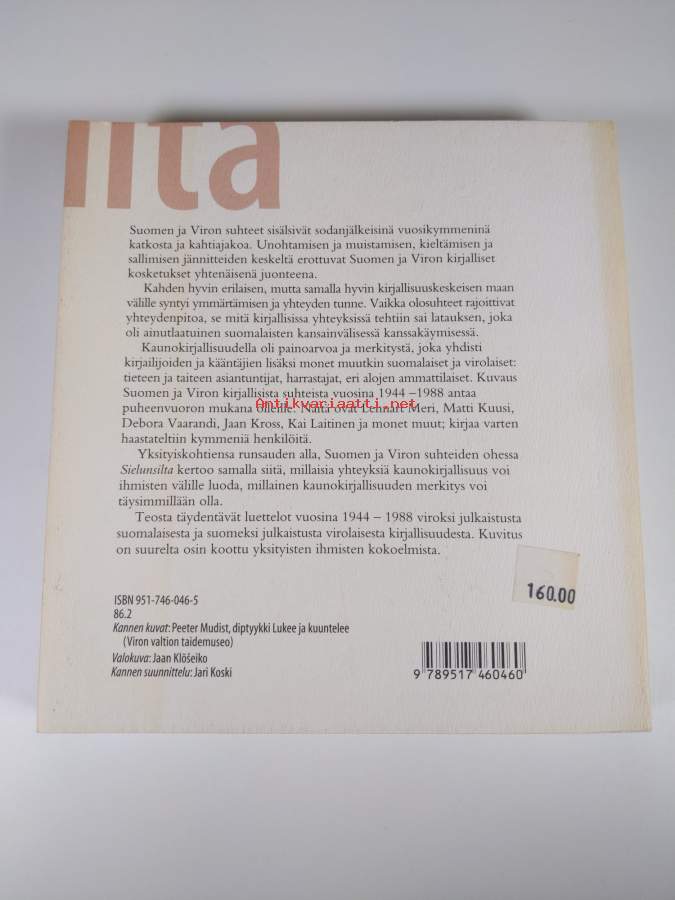 ilta
Suomen ja Viron suhteet sisälsivät sodanjälkeisinä vuosikymmeninä
katkosta ja kahtiajakoa. Unohtamisen ja muistamisen, kieltämisen ja
sallimisen jännitteiden keskeltä erottuvat Suomen ja Viron kirjalliset
kosketukset yhtenäisenä juonteena.
Kahden hyvin erilaisen, mutta samalla hyvin kirjallisuuskeskeisen maan
välille syntyi ymmärtämisen ja yhteyden tunne. Vaikka olosuhteet rajoittivat
yhteydenpitoa, se mitä kirjallisissa yhteyksissä tehtiin sai latauksen, joka
oli ainutlaatuinen suomalaisten kansainvälisessä kanssakäymisessä.
Kaunokirjallisuudella oli painoarvoa ja merkitystä, joka yhdisti
kirjailijoiden ja kääntäjien lisäksi monet muutkin suomalaiset ja virolaiset:
tieteen ja taiteen asiantuntijat, harrastajat, eri alojen ammattilaiset. Kuvaus
Suomen ja Viron kirjallisista suhteista vuosina 1944 – 1988 antaa
puheenvuoron mukana olleille. Näitä ovat Lennart Meri, Matti Kuusi,
Antikvariaatti.net
Debora Vaarandi, Jaan Kross, Kai Laitinen ja monet muut; kirjaa varten
haastateltiin kymmeniä henkilöitä.
Yksityiskohtiensa runsauden alla, Suomen ja Viron suhteiden ohessa
Sielunsilta kertoo samalla siitä, millaisia yhteyksiä kaunokirjallisuus voi
ihmisten välille luoda, millainen kaunokirjallisuuden merkitys voi
täysimmillään olla.
Teosta täydentävät luettelot vuosina 1944 – 1988 viroksi julkaistusta
suomalaisesta ja suomeksi julkaistusta virolaisesta kirjallisuudesta. Kuvitus
on suurelta osin koottu yksityisten ihmisten kokoelmista.
160.00
ISBN 951-746-046-5
86.2
Kannen kuvat: Peeter Mudist, diptyykki Lukee ja kuuntelee
(Viron valtion taidemuseo)
Valokuva: Jaan Klõšeiko
Kannen suunnittelu: Jari Koski
9 789517 460460